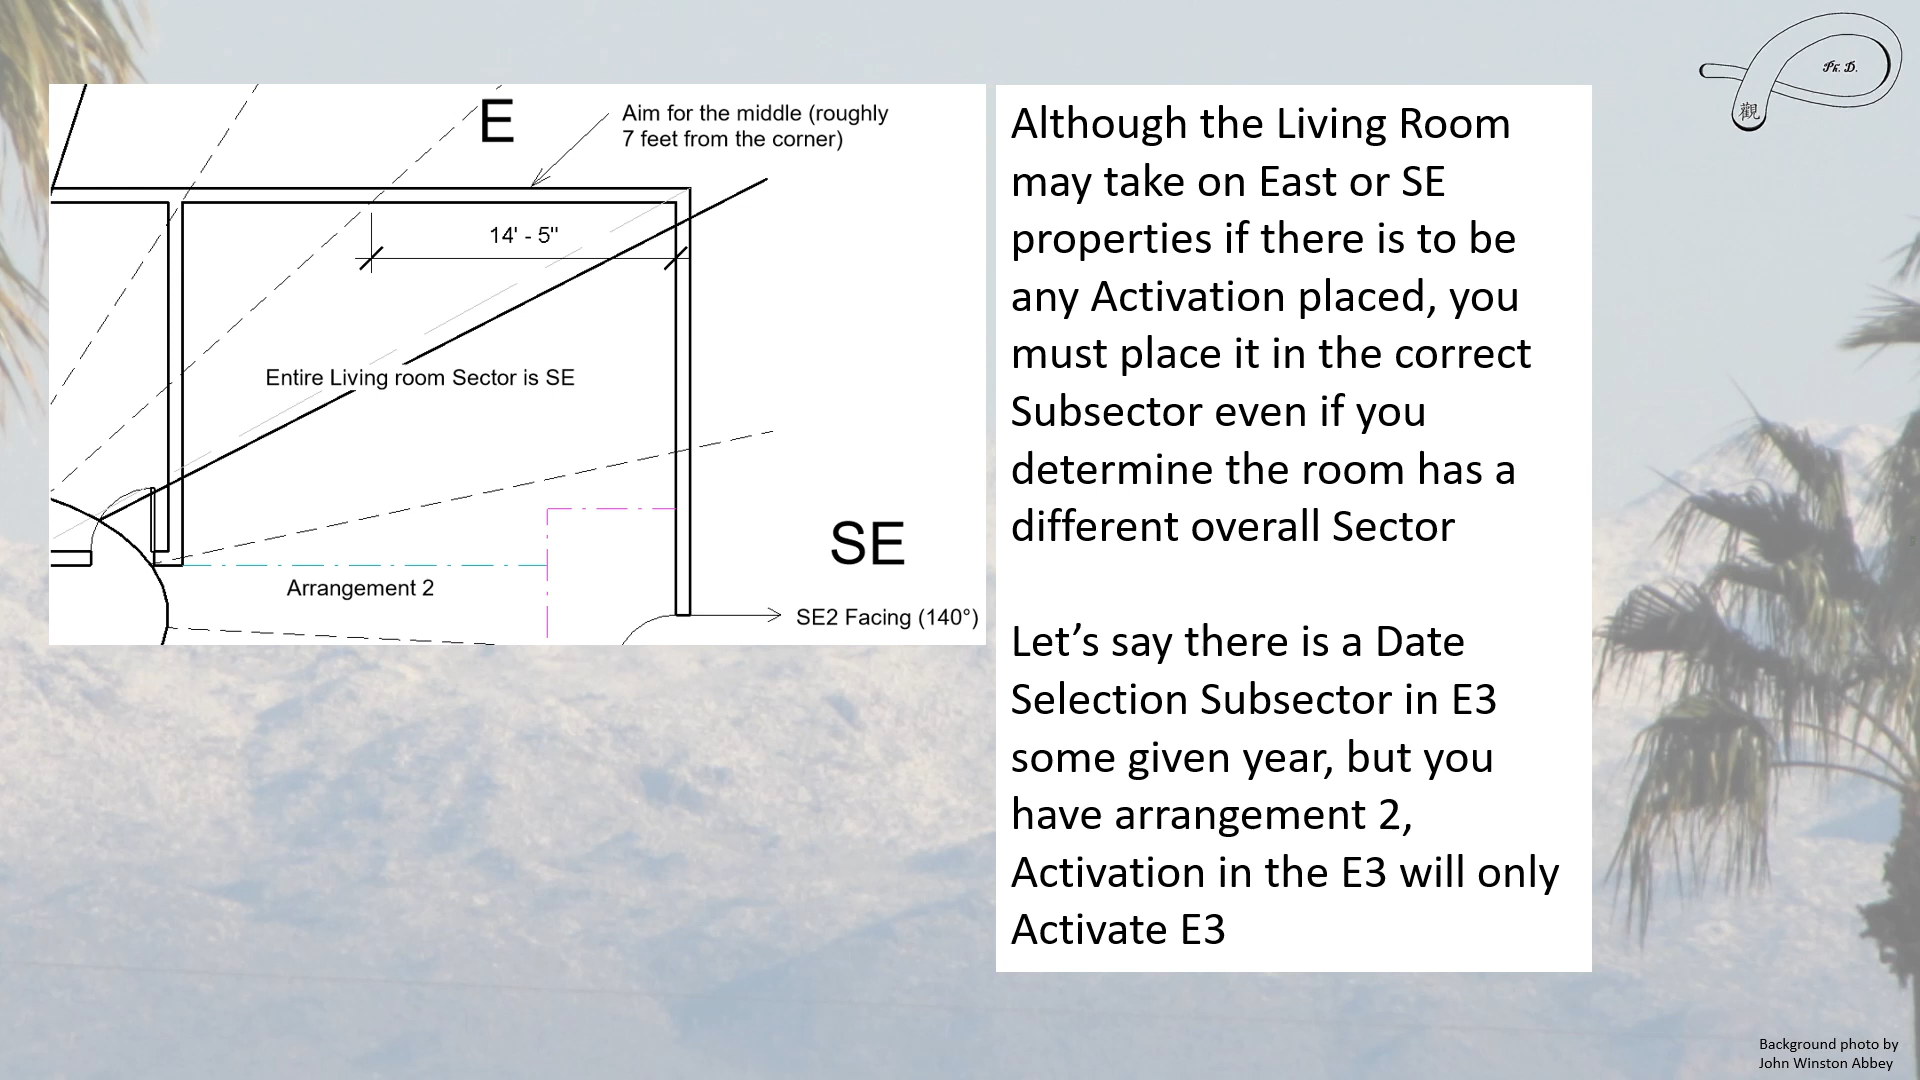 E
Aim for the middle (roughly
7 feet from the corner)
14' - 5"
Entire Living room Sector is SE
Arrangement 2
SE
SE2 Facing (140°)
Although the Living Room
may take on East or SE
properties if there is to be
any Activation placed, you
must place it in the correct
Subsector even if you
determine the room has a
different overall Sector
Let’s say there is a Date
Selection Subsector in E3
some given year, but you
have arrangement 2,
Activation in the E3 will only
Activate E3
Ph. D.
觀
Background photo by
John Winston Abbey